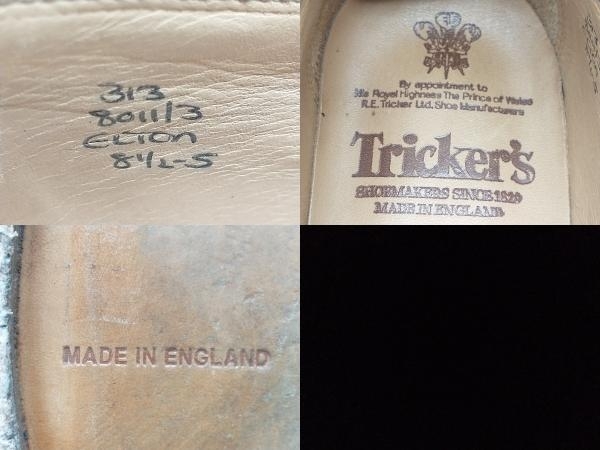 313
8011/3
ELTON
8½-5
By appointment to
His Royal Highness The Prince of Wales
R.E. Tricker Ltd. Shoe Manufacturers
Tricker's
SHOEMAKERS SINCE 1829
MADE IN ENGLAND
MADE IN ENGLAND